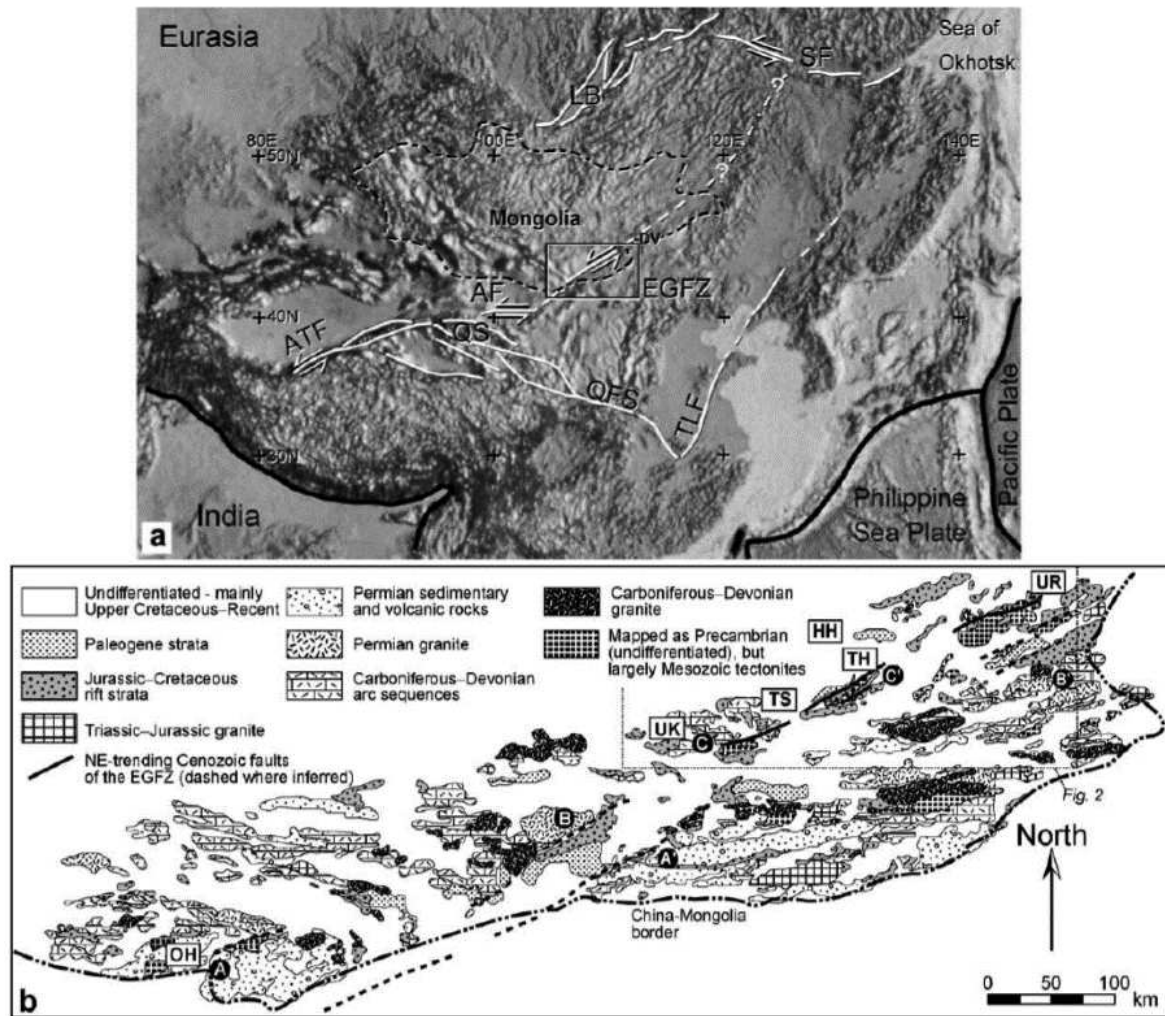 Eurasia
Sea of
Okhotsk
SF
LB
80E
100E
120E
140E
50N
?
?
Mongolia
DV
AF
EGFZ
40N
ATF
QS
QFS
TLF
30N
Pacific Plate
Philippine
Sea Plate
India
a
Undifferentiated - mainly
Upper Cretaceous–Recent
Paleogene strata
Jurassic–Cretaceous
rift strata
Triassic–Jurassic granite
NE-trending Cenozoic faults
of the EGFZ (dashed where inferred)
Permian sedimentary
and volcanic rocks
Permian granite
Carboniferous–Devonian
arc sequences
Carboniferous–Devonian
granite
Mapped as Precambrian
(undifferentiated), but
largely Mesozoic tectonites
UR
HH
TH
C'
B'
TS
UK
C
Fig. 2
B
A'
North
China-Mongolia
border
OH
A
b
0 50 100
km